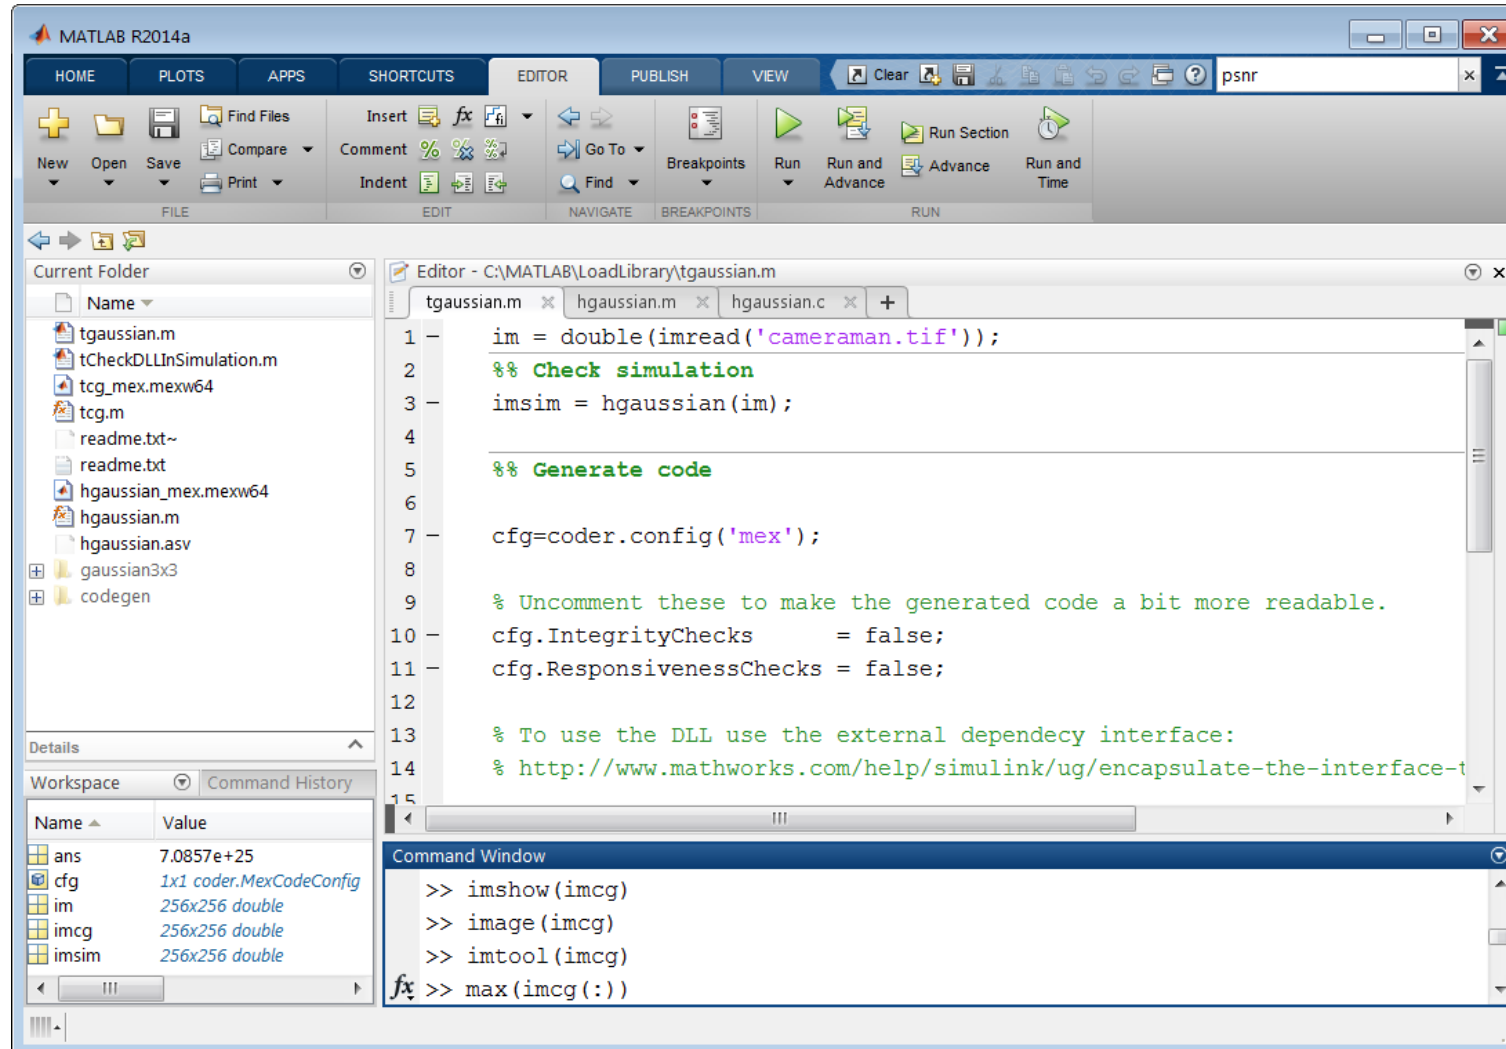 MATLAB R2014a
HOME PLOTS APPS SHORTCUTS EDITOR PUBLISH VIEW Clear psnr
New Open Save Find Files Compare Print
FILE
Insert fx fi
Comment
Indent
EDIT
Go To
Find
NAVIGATE
Breakpoints
BREAKPOINTS
Run Run and Advance Run Section Advance Run and Time
RUN
Current Folder
Name
tgaussian.m
tCheckDLLInSimulation.m
tcg_mex.mexw64
tcg.m
readme.txt~
readme.txt
hgaussian_mex.mexw64
hgaussian.m
hgaussian.asv
gaussian3x3
codegen
Details
Workspace Command History
Name Value
ans 7.0857e+25
cfg 1x1 coder.MexCodeConfig
im 256x256 double
imcg 256x256 double
imsim 256x256 double
Editor - C:\MATLAB\LoadLibrary\tgaussian.m
tgaussian.m hgaussian.m hgaussian.c +
1 – im = double(imread('cameraman.tif'));
2 %% Check simulation
3 – imsim = hgaussian(im);
4
5 %% Generate code
6
7 – cfg=coder.config('mex');
8
9 % Uncomment these to make the generated code a bit more readable.
10 – cfg.IntegrityChecks = false;
11 – cfg.ResponsivenessChecks = false;
12
13 % To use the DLL use the external dependecy interface:
14 % http://www.mathworks.com/help/simulink/ug/encapsulate-the-interface-t
15
Command Window
>> imshow(imcg)
>> image(imcg)
>> imtool(imcg)
fx >> max(imcg(:))